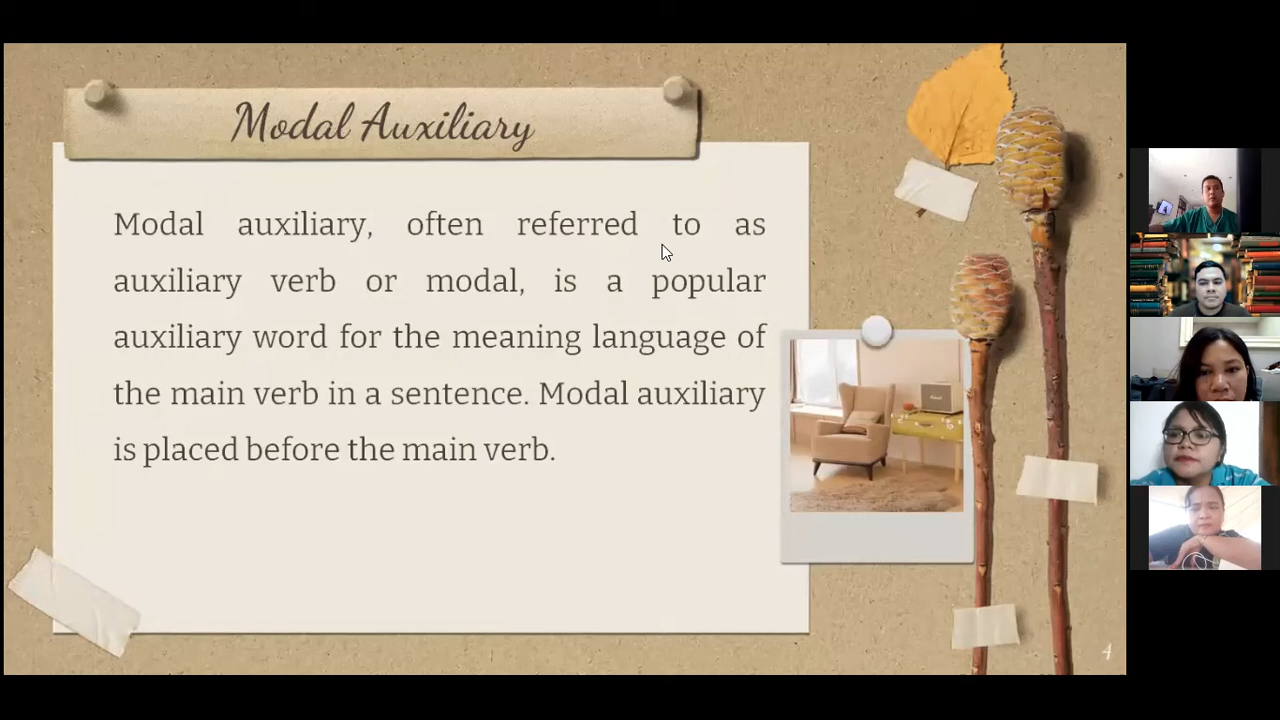 Modal Auxiliary
Modal auxiliary, often referred to as
auxiliary verb or modal, is a popular
auxiliary word for the meaning language of
the main verb in a sentence. Modal auxiliary
is placed before the main verb.
4